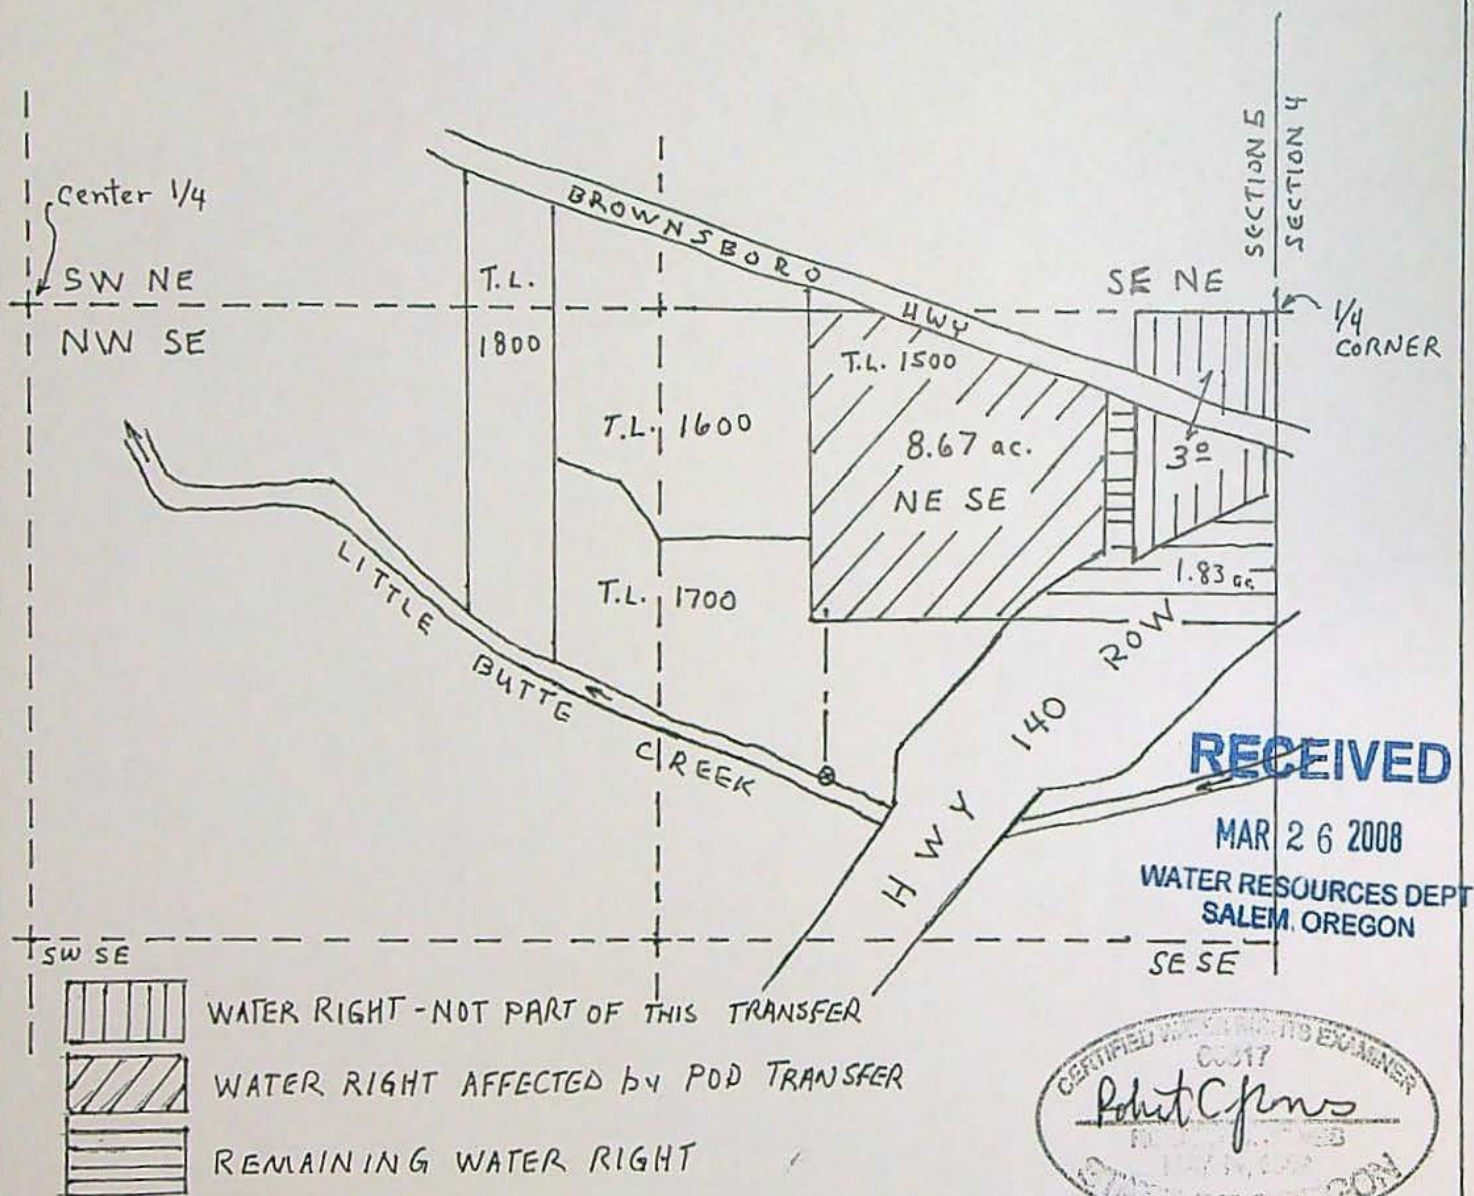 SECTION 5
SECTION 4
Center 1/4
BROWNSBORO HWY
SW NE
T.L.
SE NE
NW SE
1800
1/4
CORNER
T.L. 1500
T.L. 1600
8.67 ac.
3º
NE SE
1.83 ac.
T.L. 1700
LITTLE BUTTE CREEK
HWY 140 ROW
RECEIVED
MAR 26 2008
WATER RESOURCES DEPT
SALEM, OREGON
SW SE
SE SE
WATER RIGHT - NOT PART OF THIS TRANSFER
WATER RIGHT AFFECTED by POD TRANSFER
REMAINING WATER RIGHT
CERTIFIED WATER RIGHTS EXAMINER